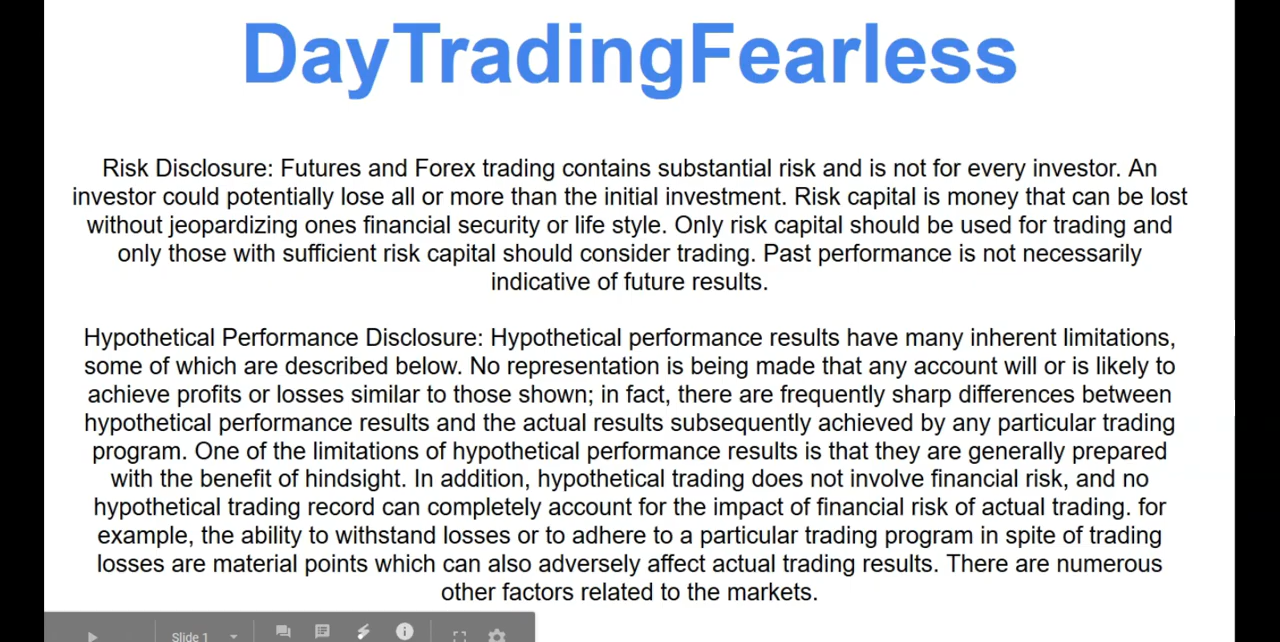 DayTradingFearless
Risk Disclosure: Futures and Forex trading contains substantial risk and is not for every investor. An
investor could potentially lose all or more than the initial investment. Risk capital is money that can be lost
without jeopardizing ones financial security or life style. Only risk capital should be used for trading and
only those with sufficient risk capital should consider trading. Past performance is not necessarily
indicative of future results.
Hypothetical Performance Disclosure: Hypothetical performance results have many inherent limitations,
some of which are described below. No representation is being made that any account will or is likely to
achieve profits or losses similar to those shown; in fact, there are frequently sharp differences between
hypothetical performance results and the actual results subsequently achieved by any particular trading
program. One of the limitations of hypothetical performance results is that they are generally prepared
with the benefit of hindsight. In addition, hypothetical trading does not involve financial risk, and no
hypothetical trading record can completely account for the impact of financial risk of actual trading. for
example, the ability to withstand losses or to adhere to a particular trading program in spite of trading
losses are material points which can also adversely affect actual trading results. There are numerous
other factors related to the markets.
Slide 1